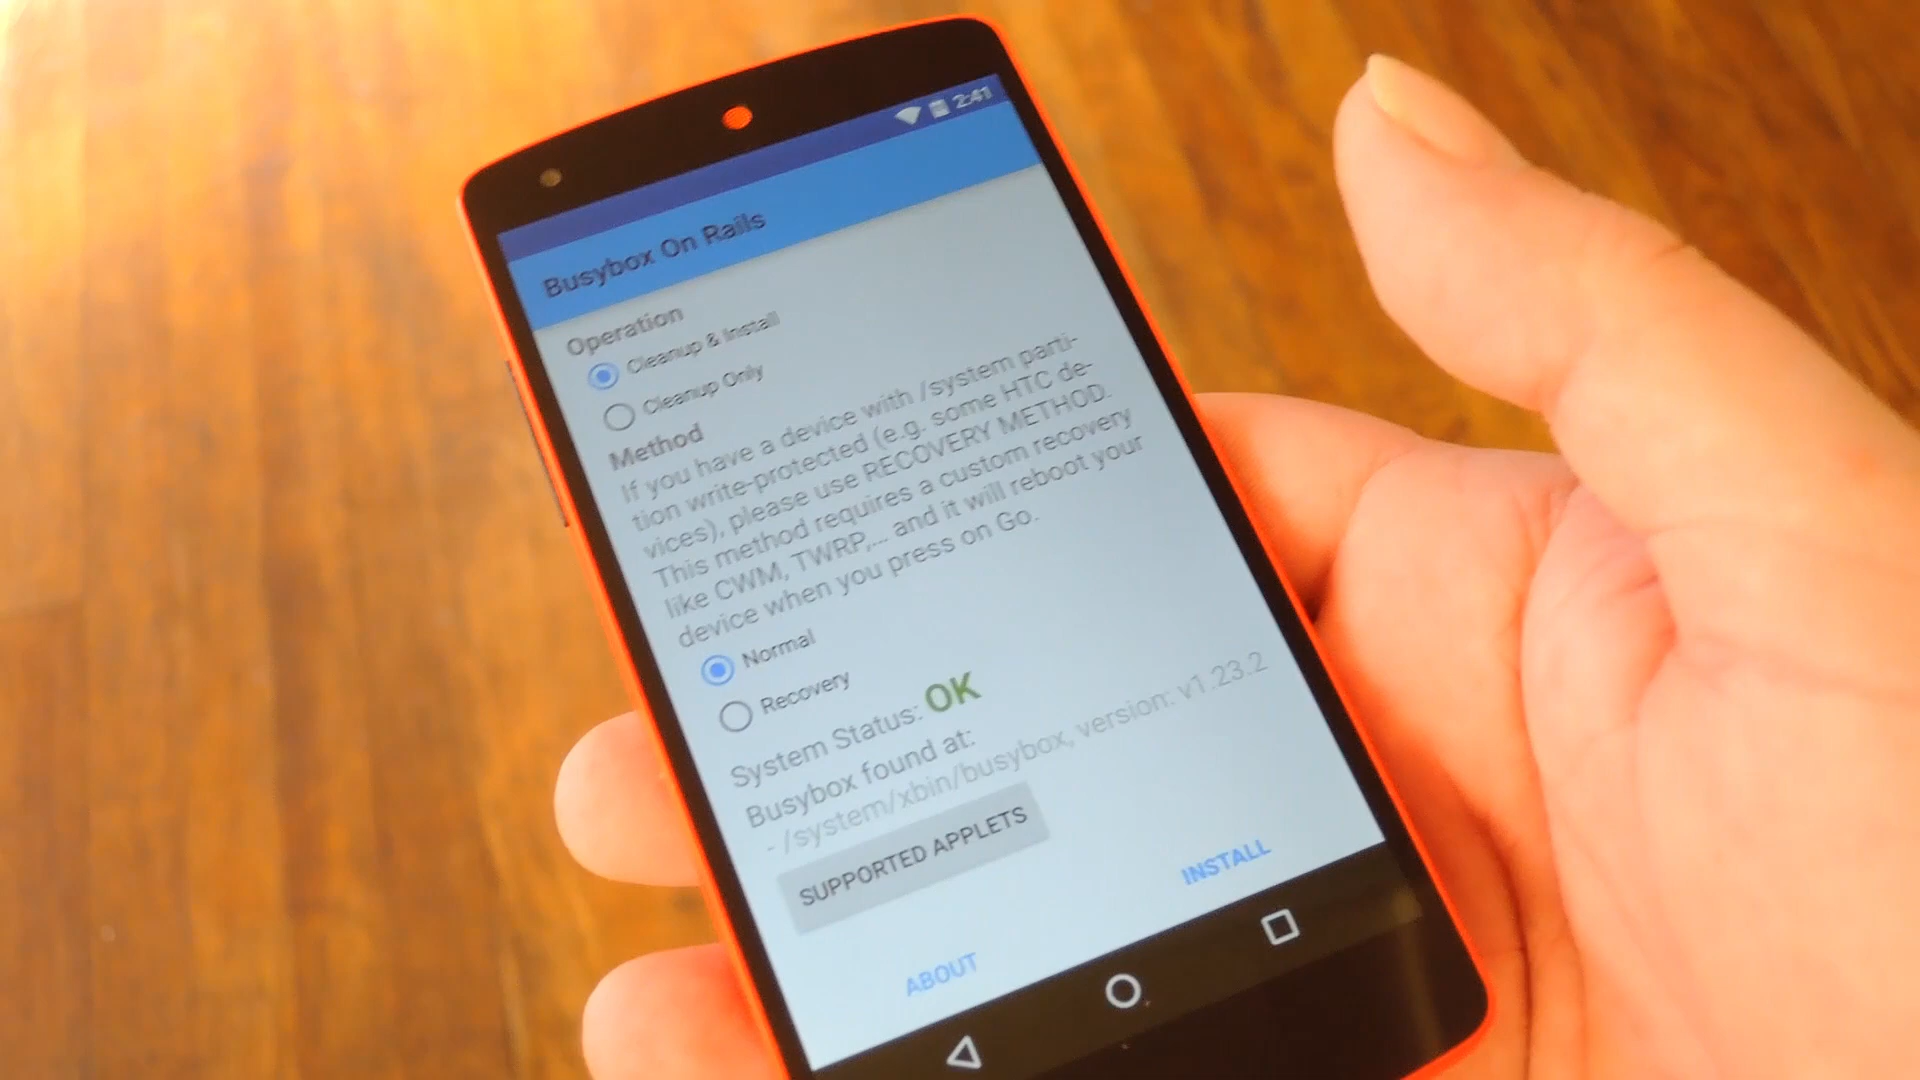 2:41
Busybox On Rails
Operation
Cleanup & Install
Cleanup Only
Method
If you have a device with /system parti-
tion write-protected (e.g. some HTC de-
vices), please use RECOVERY METHOD.
This method requires a custom recovery
like CWM, TWRP,... and it will reboot your
device when you press on Go.
Normal
Recovery
System Status: OK
Busybox found at:
- /system/xbin/busybox, version: v1.23.2
SUPPORTED APPLETS
ABOUT INSTALL